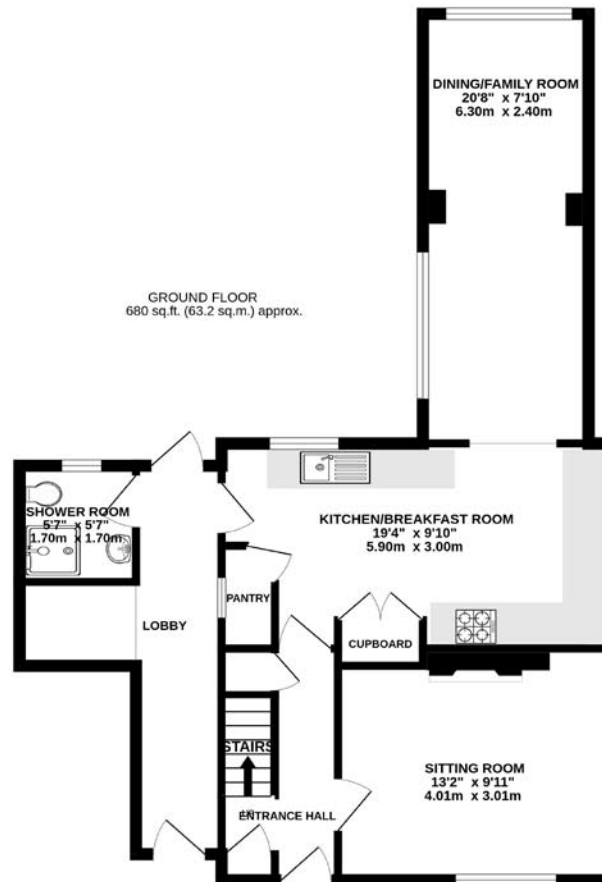 DINING/FAMILY ROOM
20'8" x 7'10"
6.30m x 2.40m
GROUND FLOOR
680 sq.ft. (63.2 sq.m.) approx.
SHOWER ROOM
5'7" x 5'7"
1.70m x 1.70m
KITCHEN/BREAKFAST ROOM
19'4" x 9'10"
5.90m x 3.00m
PANTRY
LOBBY
CUPBOARD
STAIRS
SITTING ROOM
13'2" x 9'11"
4.01m x 3.01m
ENTRANCE HALL